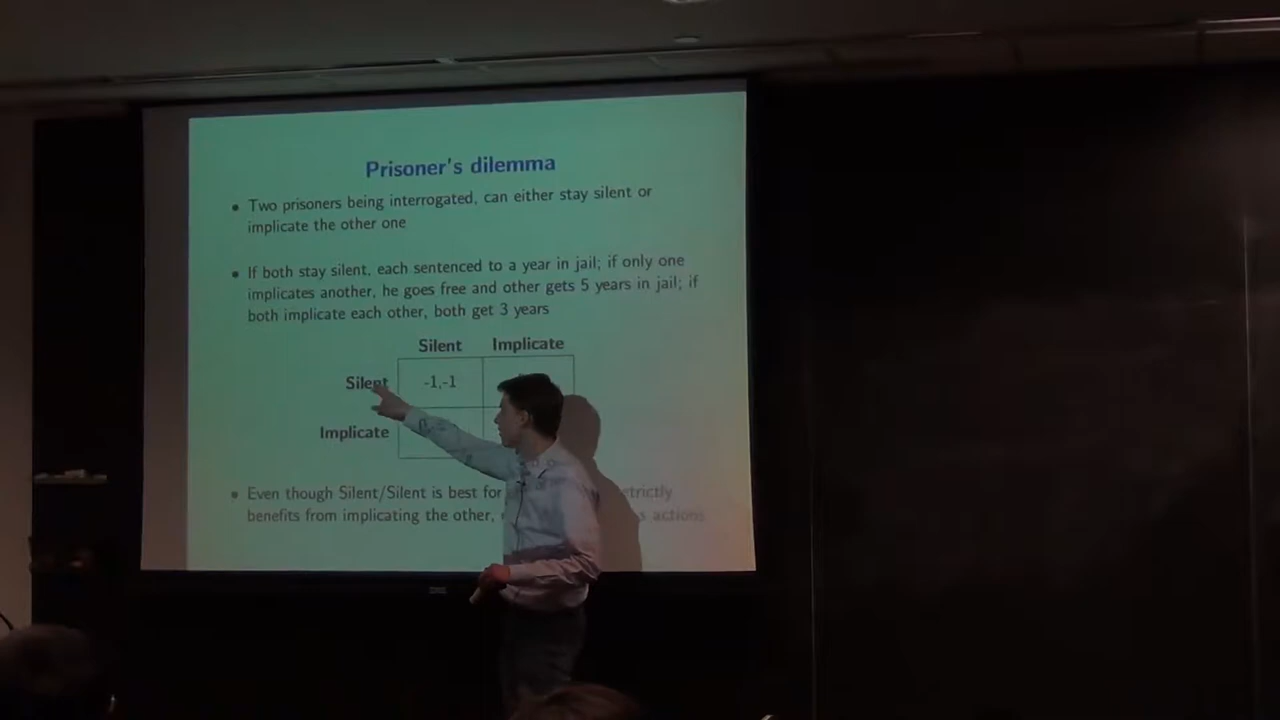 Prisoner's dilemma
• Two prisoners being interrogated, can either stay silent or
implicate the other one
• If both stay silent, each sentenced to a year in jail; if only one
implicates another, he goes free and other gets 5 years in jail; if
both implicate each other, both get 3 years
Silent Implicate
Silent -1,-1
Implicate
• Even though Silent/Silent is best for strictly
benefits from implicating the other, actions